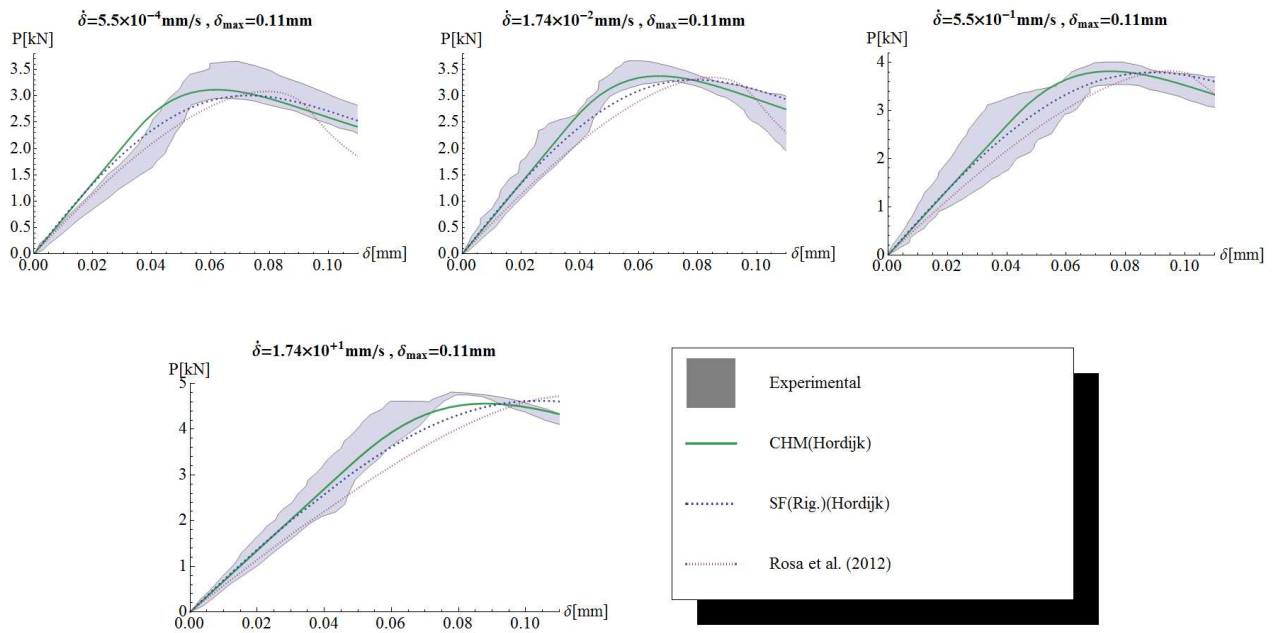 δ̇=5.5×10⁻⁴mm/s , δmax=0.11mm
P[kN]
3.5
3.0
2.5
2.0
1.5
1.0
0.5
0.0
0.00 0.02 0.04 0.06 0.08 0.10
δ[mm]
δ̇=1.74×10⁻²mm/s , δmax=0.11mm
P[kN]
3.5
3.0
2.5
2.0
1.5
1.0
0.5
0.0
0.00 0.02 0.04 0.06 0.08 0.10
δ[mm]
δ̇=5.5×10⁻¹mm/s , δmax=0.11mm
P[kN]
4
3
2
1
0
0.00 0.02 0.04 0.06 0.08 0.10
δ[mm]
δ̇=1.74×10⁺¹mm/s , δmax=0.11mm
P[kN]
5
4
3
2
1
0
0.00 0.02 0.04 0.06 0.08 0.10
δ[mm]
Experimental
CHM(Hordijk)
SF(Rig.)(Hordijk)
Rosa et al. (2012)